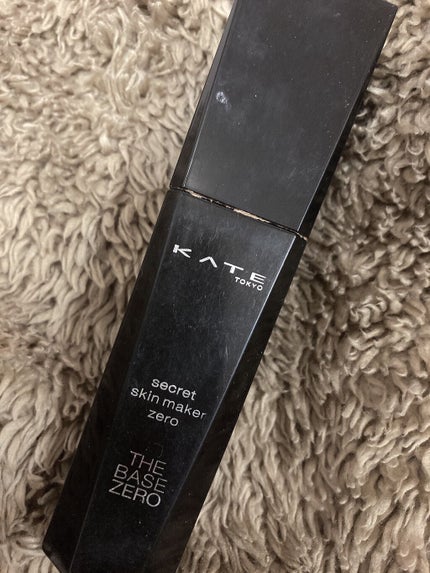 KATE
TOKYO
secret
skin maker
zero
THE
BASE
ZERO